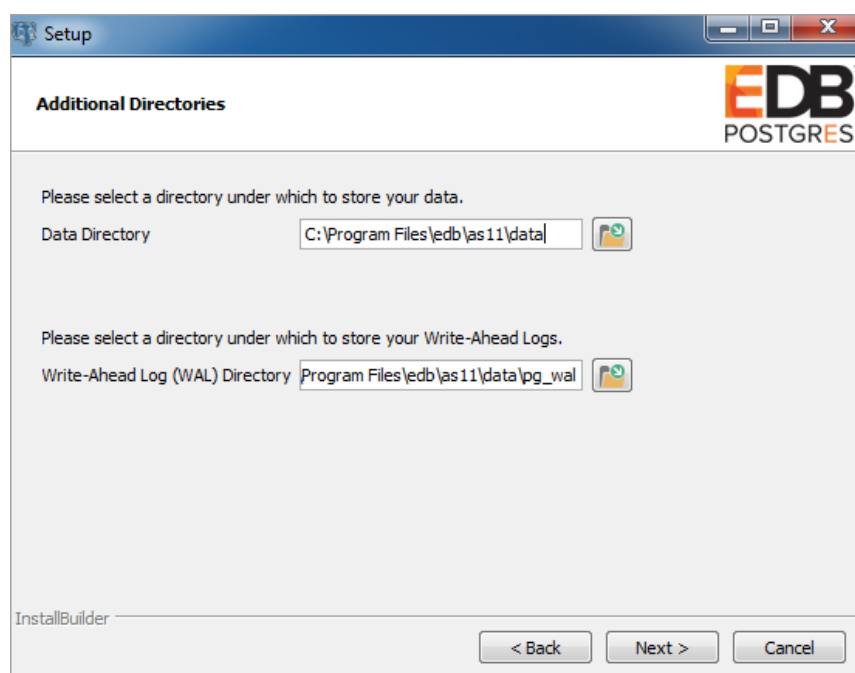 Setup
Additional Directories
EDB
POSTGRES
Please select a directory under which to store your data.
Data Directory C:\Program Files\edb\as11\data
Please select a directory under which to store your Write-Ahead Logs.
Write-Ahead Log (WAL) Directory Program Files\edb\as11\data\pg_wal
InstallBuilder
< Back Next > Cancel